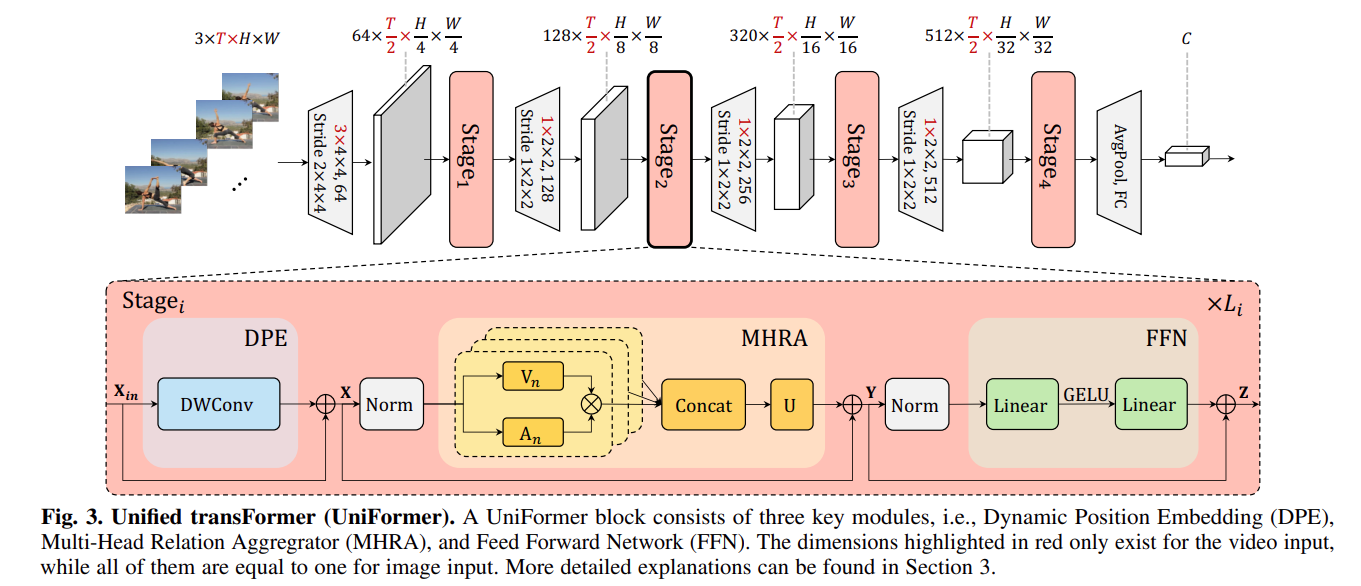 3×T×H×W
64×T/2×H/4×W/4
128×T/2×H/8×W/8
320×T/2×H/16×W/16
512×T/2×H/32×W/32
C
3×4×4, 64
Stride 2×4×4
Stage₁
1×2×2, 128
Stride 1×2×2
Stage₂
1×2×2, 256
Stride 1×2×2
Stage₃
1×2×2, 512
Stride 1×2×2
Stage₄
AvgPool, FC
Stageᵢ
×Lᵢ
DPE
MHRA
FFN
X_in
DWConv
X
Norm
Vₙ
Aₙ
Concat
U
Y
Norm
Linear
GELU
Linear
Z
Fig. 3. Unified transFormer (UniFormer). A UniFormer block consists of three key modules, i.e., Dynamic Position Embedding (DPE),
Multi-Head Relation Aggregrator (MHRA), and Feed Forward Network (FFN). The dimensions highlighted in red only exist for the video input,
while all of them are equal to one for image input. More detailed explanations can be found in Section 3.